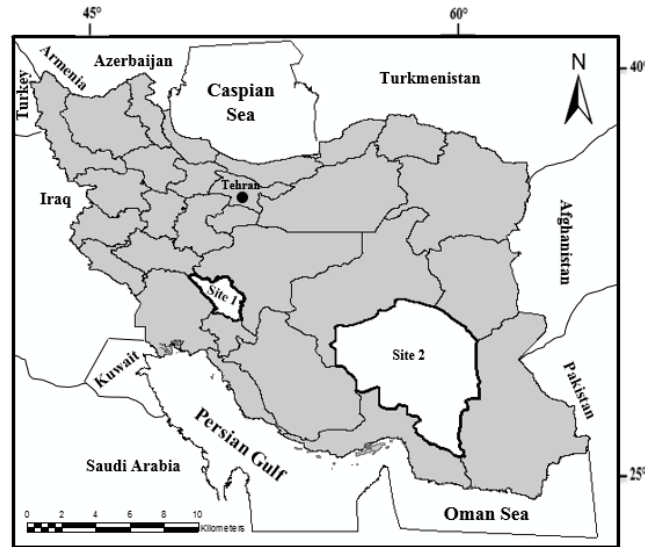 45°
60°
Azerbaijan
Armenia
Turkey
Caspian
Sea
Turkmenistan
40°
N
Tehran
Iraq
Afghanistan
Site 1
Site 2
Kuwait
Pakistan
Persian Gulf
Saudi Arabia
25°
Oman Sea
0 2 4 6 8 10
Kilometers